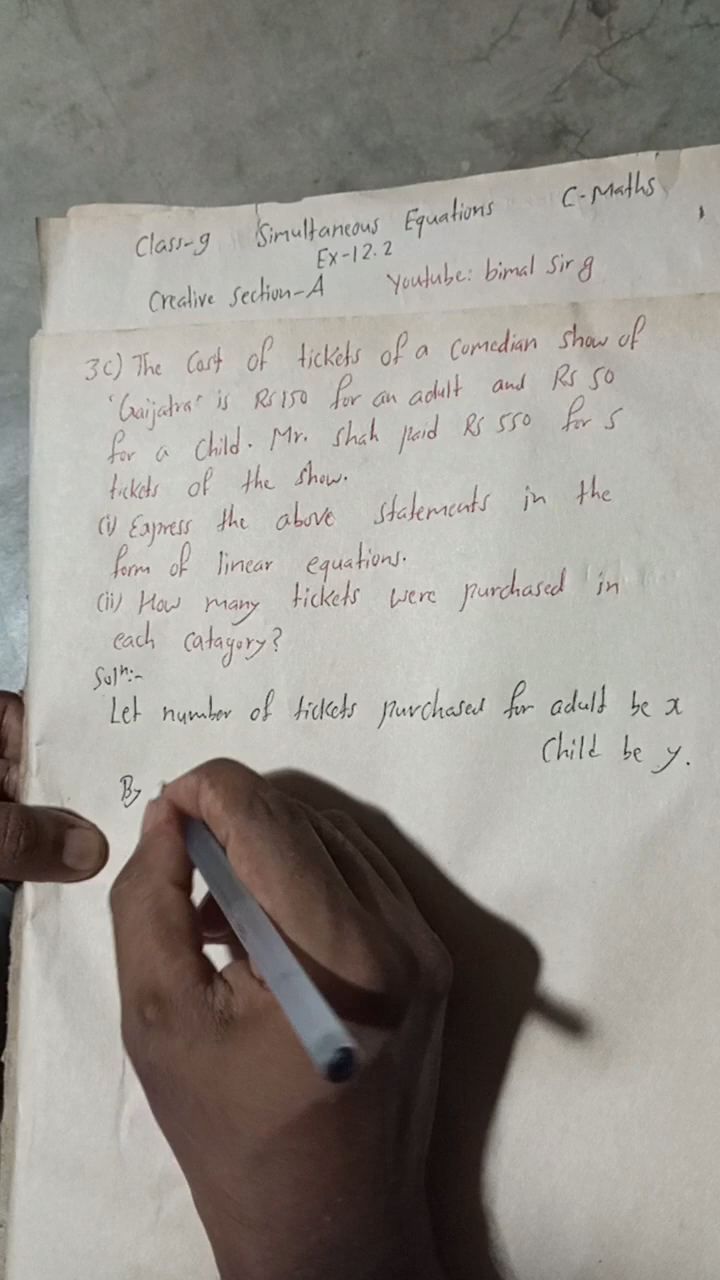 Class-9 Simultaneous Equations C-Maths
Ex-12.2
Creative section-A Youtube: bimal sir g
3c) The Cost of tickets of a Comedian show of
'Gaijatra' is Rs 150 for an adult and Rs 50
for a child. Mr. Shah paid Rs 550 for 5
tickets of the show.
(i) Express the above statements in the
form of linear equations.
(ii) How many tickets were purchased in
each catagory?
Solⁿ:-
Let number of tickets purchased for adult be x
Child be y.
By